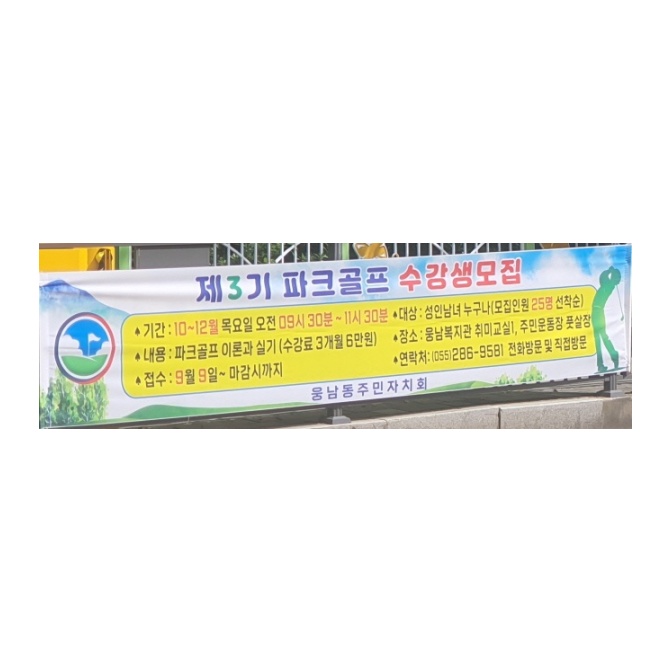 제3기 파크골프 수강생모집
♠기간 : 10~12월 목요일 오전 09시 30분 ~ 11시 30분
♠내용 : 파크골프 이론과 실기 (수강료 3개월 6만원)
♠접수 : 9월 9일~ 마감시까지
♠대상 : 성인남녀 누구나(모집인원 25명 선착순)
♠장소 : 웅남복지관 취미교실1, 주민운동장 풋살장
♠연락처 : (055)286-9581 전화방문 및 직접방문
웅남동주민자치회